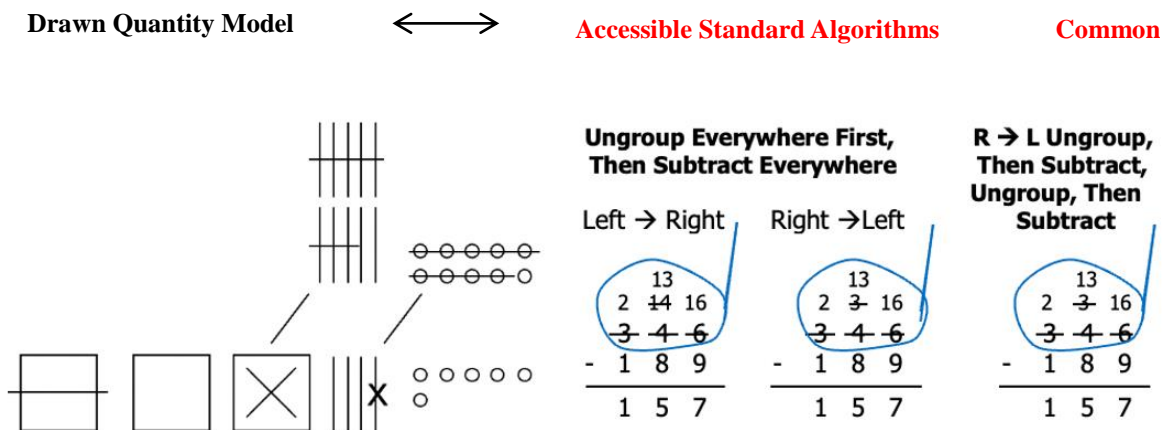 Drawn Quantity Model
Accessible Standard Algorithms
Common
Ungroup Everywhere First,
Then Subtract Everywhere
Left → Right
13
2 14 16
3 4 6
- 1 8 9
1 5 7
Right →Left
13
2 3 16
3 4 6
- 1 8 9
1 5 7
R → L Ungroup,
Then Subtract,
Ungroup, Then
Subtract
13
2 3 16
3 4 6
- 1 8 9
1 5 7